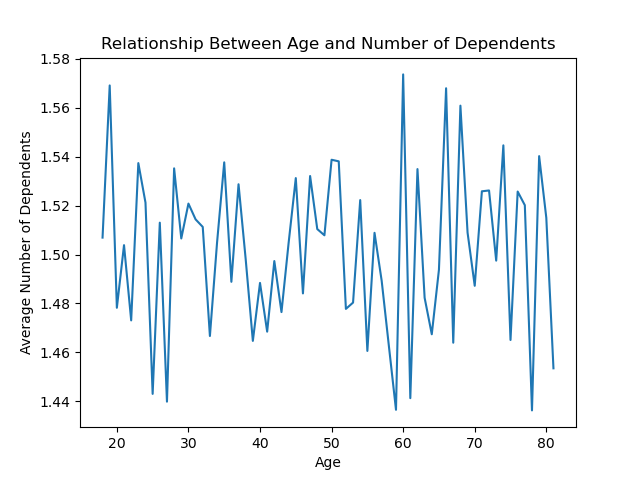 Relationship Between Age and Number of Dependents
1.58
1.56
1.54
1.52
1.50
1.48
1.46
1.44
Average Number of Dependents
20 30 40 50 60 70 80
Age